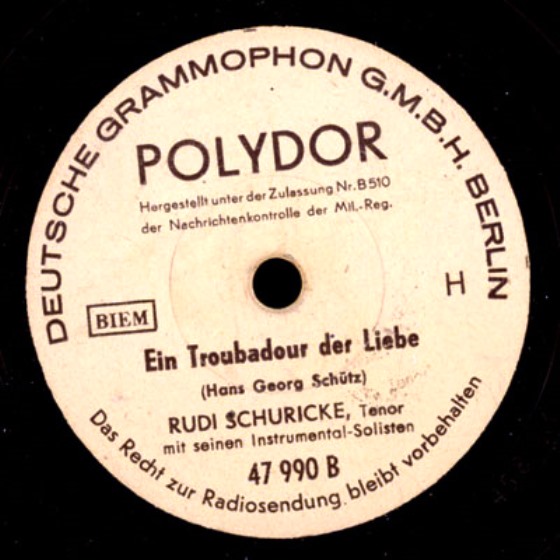 DEUTSCHE GRAMMOPHON G.M.B.H. BERLIN
POLYDOR
Hergestellt unter der Zulassung Nr. B 510
der Nachrichtenkontrolle der Mil.-Reg.
H
BIEM
Ein Troubadour der Liebe
(Hans Georg Schütz)
RUDI SCHURICKE, Tenor
mit seinen Instrumental-Solisten
47 990 B
Das Recht zur Radiosendung bleibt vorbehalten